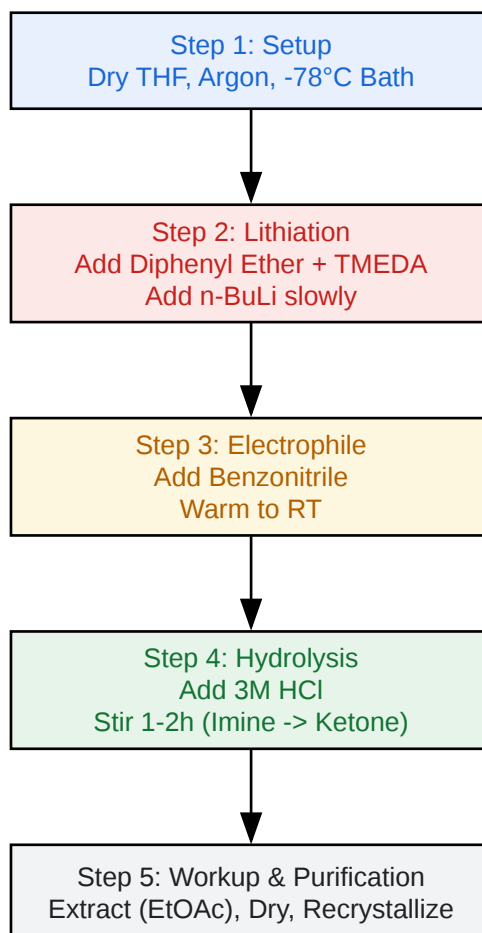 Step 1: Setup
Dry THF, Argon, -78°C Bath
Step 2: Lithiation
Add Diphenyl Ether + TMEDA
Add n-BuLi slowly
Step 3: Electrophile
Add Benzonitrile
Warm to RT
Step 4: Hydrolysis
Add 3M HCl
Stir 1-2h (Imine -> Ketone)
Step 5: Workup & Purification
Extract (EtOAc), Dry, Recrystallize